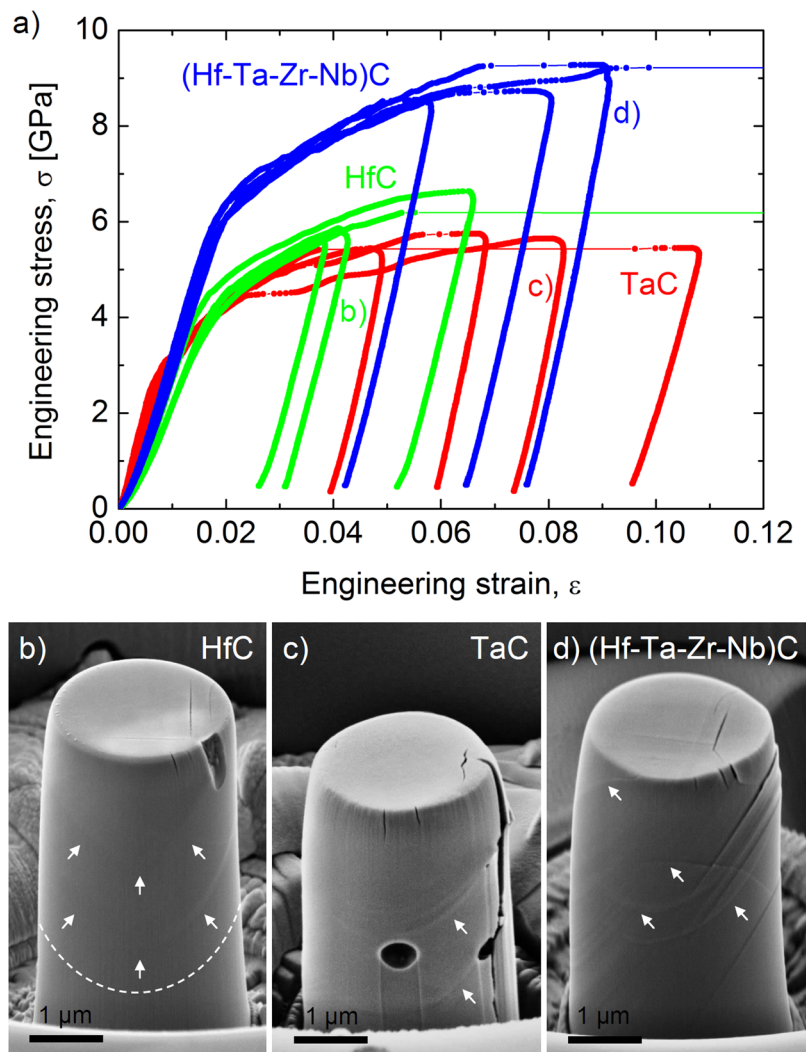 a)
10
8
6
4
2
0
Engineering stress, σ [GPa]
(Hf-Ta-Zr-Nb)C
d)
HfC
b)
c)
TaC
0.00 0.02 0.04 0.06 0.08 0.10 0.12
Engineering strain, ε
b) HfC
1 µm
c) TaC
1 µm
d) (Hf-Ta-Zr-Nb)C
1 µm